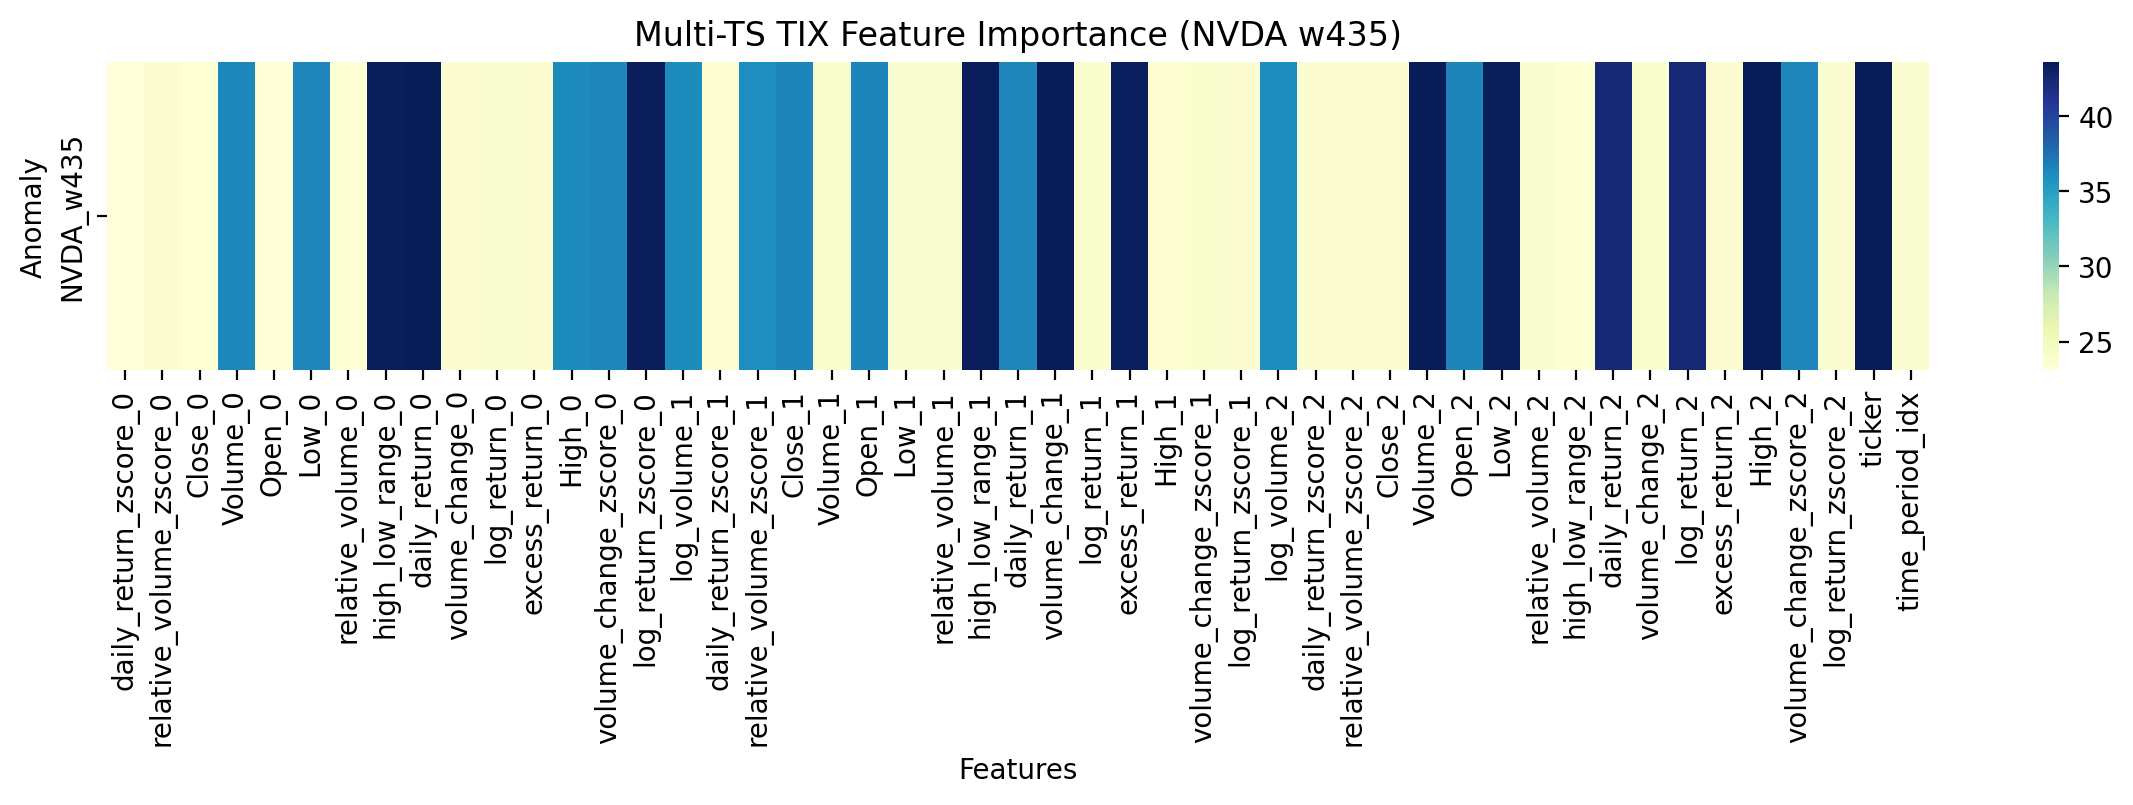 Multi-TS TIX Feature Importance (NVDA w435)
Anomaly
NVDA_w435
40
35
30
25
daily_return_zscore_0
relative_volume_zscore_0
Close_0
Volume_0
Open_0
Low_0
relative_volume_0
high_low_range_0
daily_return_0
volume_change_0
log_return_0
excess_return_0
High_0
volume_change_zscore_0
log_return_zscore_0
log_volume_1
daily_return_zscore_1
relative_volume_zscore_1
Close_1
Volume_1
Open_1
Low_1
relative_volume_1
high_low_range_1
daily_return_1
volume_change_1
log_return_1
excess_return_1
High_1
volume_change_zscore_1
log_return_zscore_1
log_volume_2
daily_return_zscore_2
relative_volume_zscore_2
Close_2
Volume_2
Open_2
Low_2
relative_volume_2
high_low_range_2
daily_return_2
volume_change_2
log_return_2
excess_return_2
High_2
volume_change_zscore_2
log_return_zscore_2
ticker
time_period_idx
Features